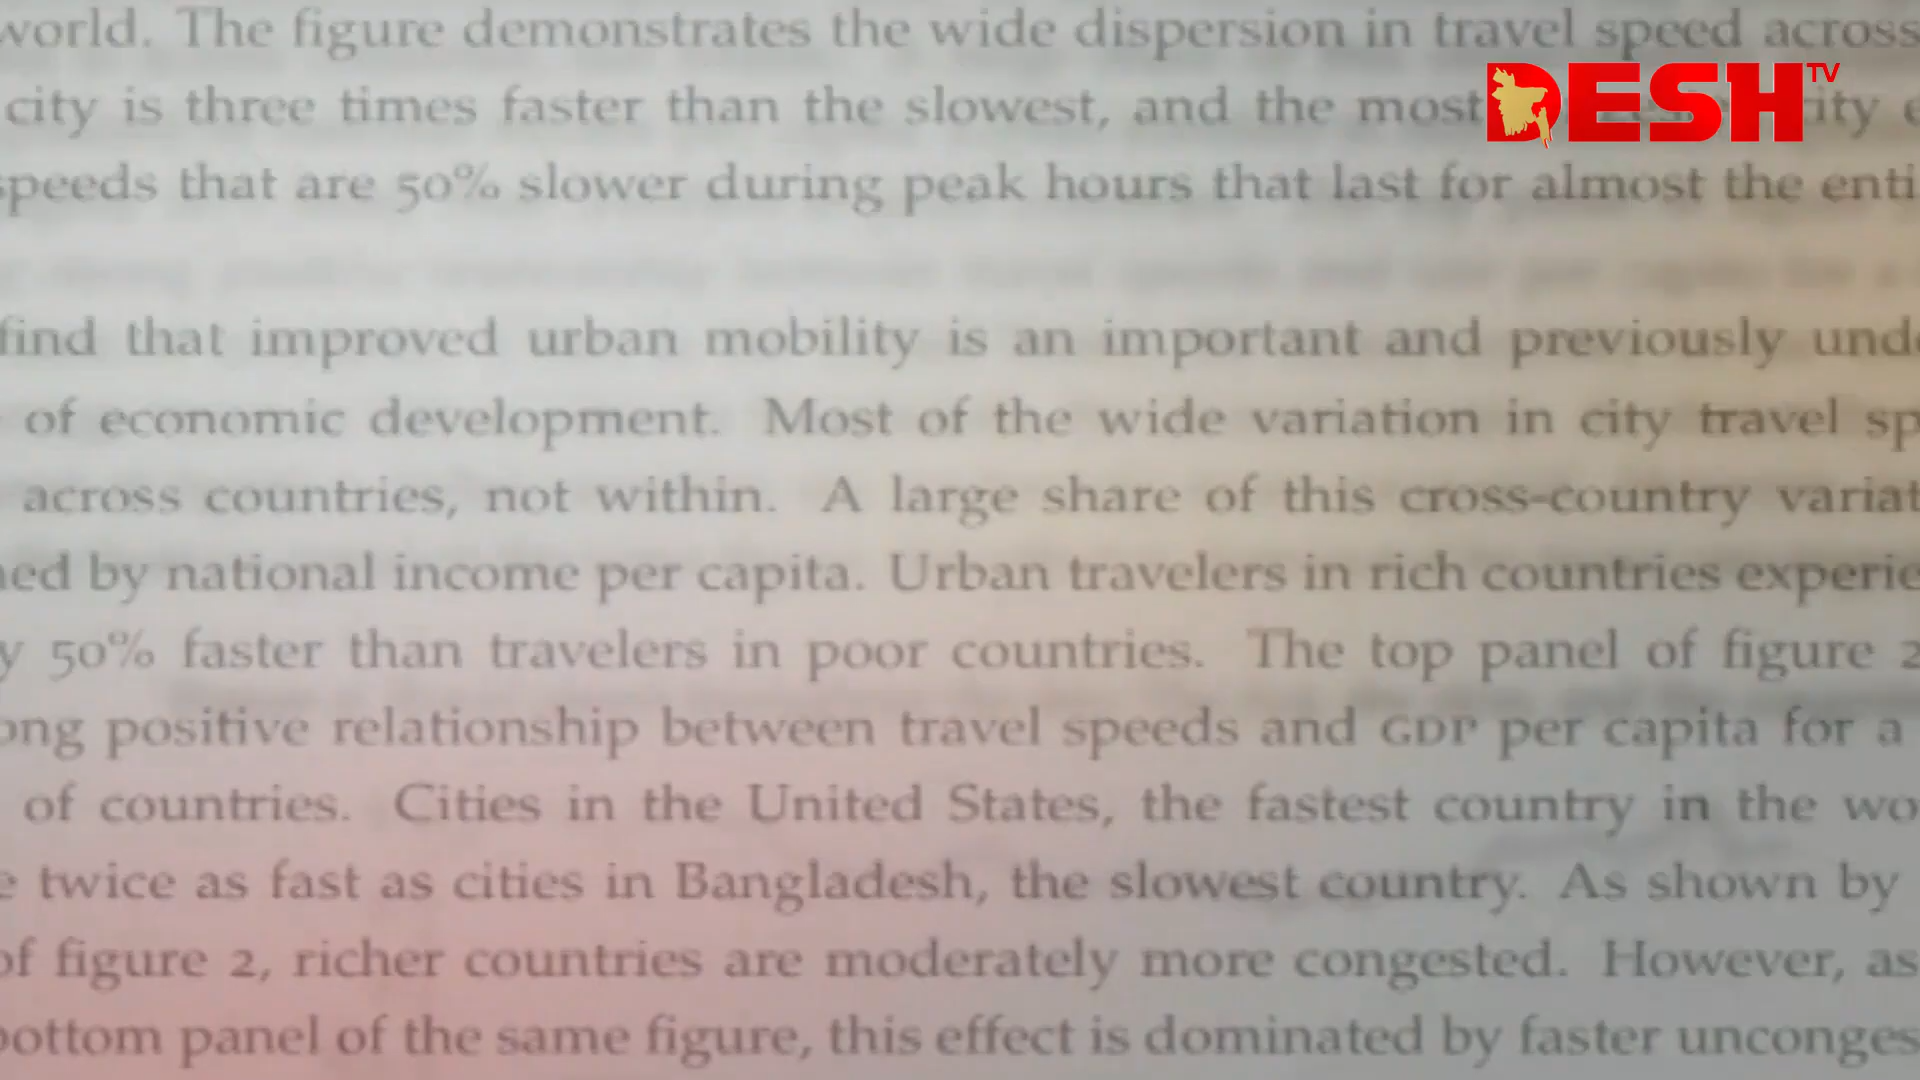 world. The figure demonstrates the wide dispersion in travel speed across
DESH TV
city is three times faster than the slowest, and the most city
speeds that are 50% slower during peak hours that last for almost the enti
find that improved urban mobility is an important and previously und
of economic development. Most of the wide variation in city travel sp
across countries, not within. A large share of this cross-country variat
ned by national income per capita. Urban travelers in rich countries experie
y 50% faster than travelers in poor countries. The top panel of figure 2
ong positive relationship between travel speeds and GDP per capita for a
of countries. Cities in the United States, the fastest country in the wo
e twice as fast as cities in Bangladesh, the slowest country. As shown by
of figure 2, richer countries are moderately more congested. However, as
bottom panel of the same figure, this effect is dominated by faster unconges